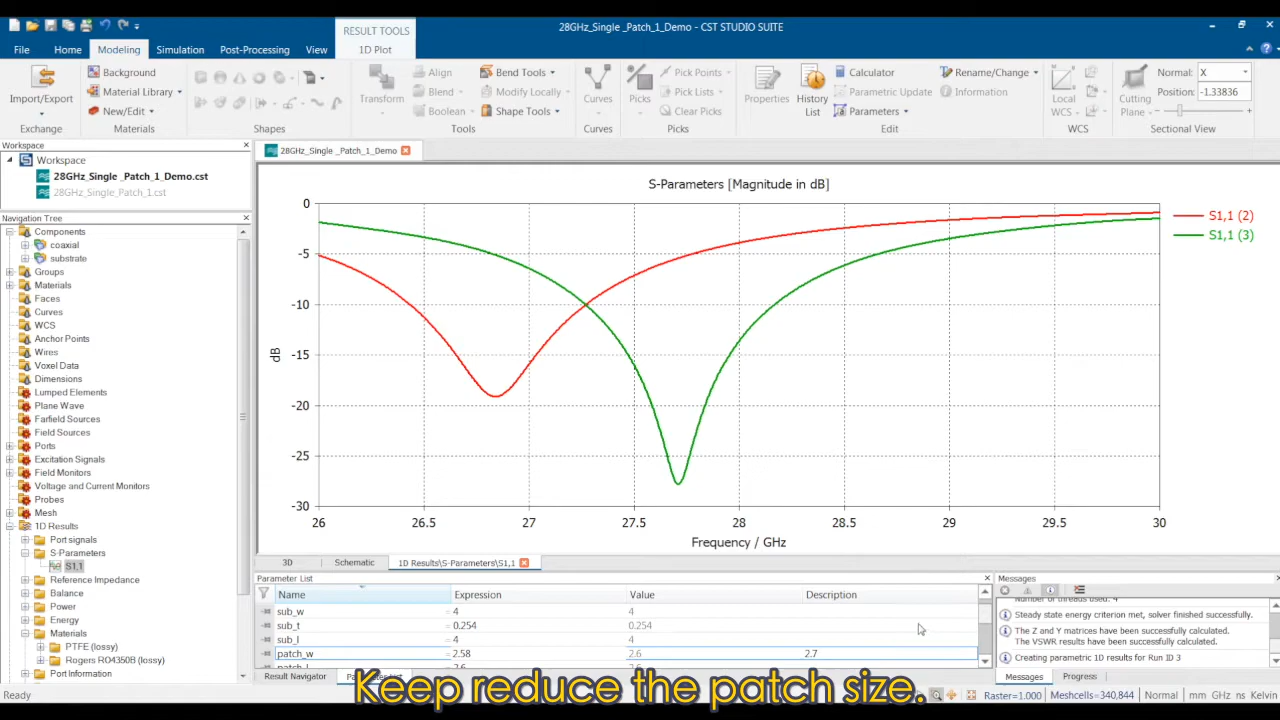 28GHz_Single _Patch_1_Demo - CST STUDIO SUITE
RESULT TOOLS
File Home Modeling Simulation Post-Processing View 1D Plot
Import/Export
Exchange
Background
Material Library
New/Edit
Materials
Shapes
Transform
Align
Blend
Boolean
Bend Tools
Modify Locally
Shape Tools
Tools
Curves
Curves
Picks
Pick Points
Pick Lists
Clear Picks
Picks
Properties
History
List
Calculator
Parametric Update
Parameters
Edit
Rename/Change
Information
Local
WCS
WCS
Cutting
Plane
Normal: X
Position: -1.33836
Sectional View
Workspace
Workspace
28GHz_Single _Patch_1_Demo.cst
28GHz_Single_Patch_1.cst
Navigation Tree
Components
coaxial
substrate
Groups
Materials
Faces
Curves
WCS
Anchor Points
Wires
Voxel Data
Dimensions
Lumped Elements
Plane Wave
Farfield Sources
Field Sources
Ports
Excitation Signals
Field Monitors
Voltage and Current Monitors
Probes
Mesh
1D Results
Port signals
S-Parameters
S1,1
Reference Impedance
Balance
Power
Energy
Materials
PTFE (lossy)
Rogers RO4350B (lossy)
Port Information
28GHz_Single _Patch_1_Demo
S-Parameters [Magnitude in dB]
S1,1 (2)
S1,1 (3)
0
-5
-10
-15
-20
-25
-30
dB
26 26.5 27 27.5 28 28.5 29 29.5 30
Frequency / GHz
3D Schematic 1D Results\S-Parameters\S1,1
Parameter List
Name Expression Value Description
sub_w = 4 4
sub_t = 0.254 0.254
sub_l = 4 4
patch_w = 2.58 2.6 2.7
Result Navigator
Messages
Number of threads used: 4
Steady state energy criterion met, solver finished successfully.
The Z and Y matrices have been successfully calculated.
The VSWR results have been successfully calculated.
Creating parametric 1D results for Run ID 3
Messages Progress
Ready
Raster=1.000 Meshcells=340,844 Normal mm GHz ns Kelvin
Keep reduce the patch size.